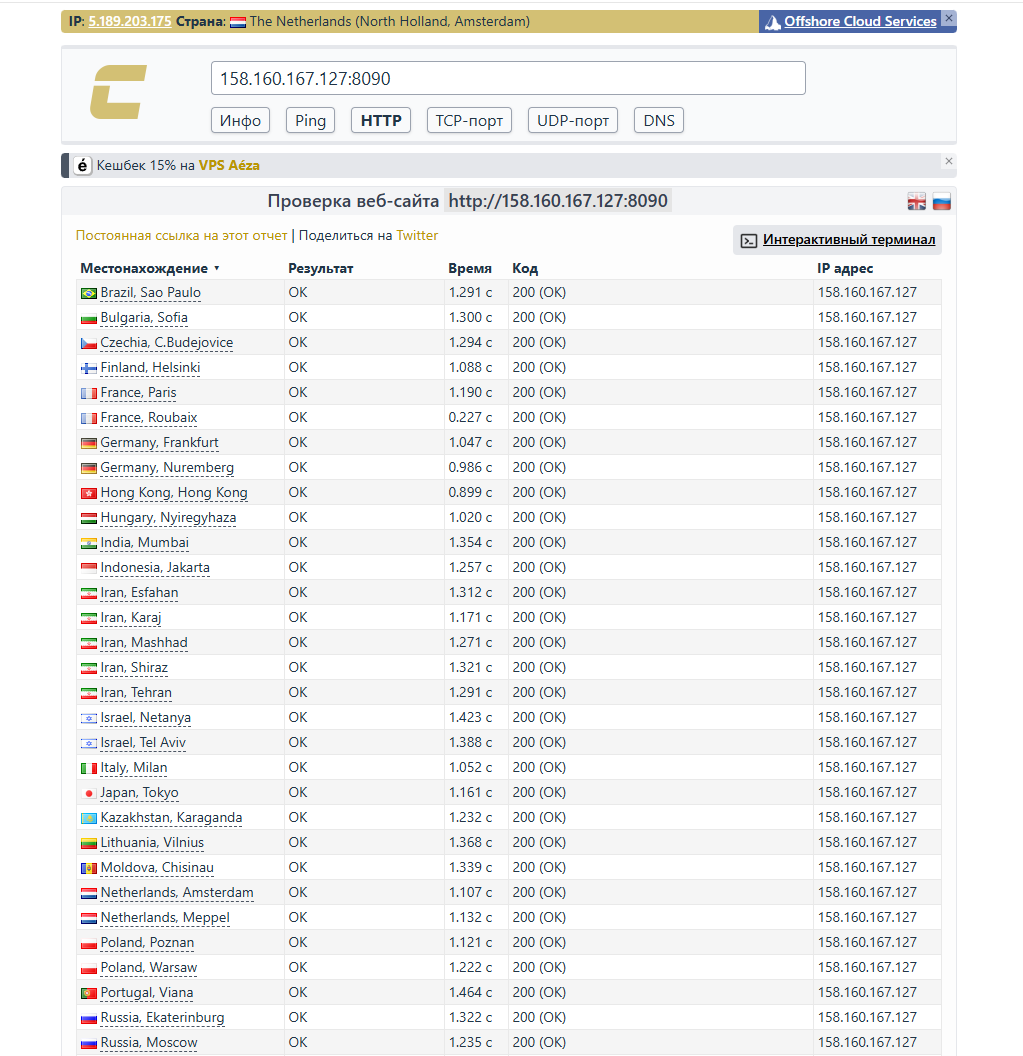 IP: 5.189.203.175 Страна: The Netherlands (North Holland, Amsterdam) Offshore Cloud Services ×
158.160.167.127:8090
Инфо Ping HTTP TCP-порт UDP-порт DNS
é Кешбек 15% на VPS Aéza ×
Проверка веб-сайта http://158.160.167.127:8090
Постоянная ссылка на этот отчет | Поделиться на Twitter Интерактивный терминал
Местонахождение ▼ Результат Время Код IP адрес
Brazil, Sao Paulo OK 1.291 с 200 (OK) 158.160.167.127
Bulgaria, Sofia OK 1.300 с 200 (OK) 158.160.167.127
Czechia, C.Budejovice OK 1.294 с 200 (OK) 158.160.167.127
Finland, Helsinki OK 1.088 с 200 (OK) 158.160.167.127
France, Paris OK 1.190 с 200 (OK) 158.160.167.127
France, Roubaix OK 0.227 с 200 (OK) 158.160.167.127
Germany, Frankfurt OK 1.047 с 200 (OK) 158.160.167.127
Germany, Nuremberg OK 0.986 с 200 (OK) 158.160.167.127
Hong Kong, Hong Kong OK 0.899 с 200 (OK) 158.160.167.127
Hungary, Nyiregyhaza OK 1.020 с 200 (OK) 158.160.167.127
India, Mumbai OK 1.354 с 200 (OK) 158.160.167.127
Indonesia, Jakarta OK 1.257 с 200 (OK) 158.160.167.127
Iran, Esfahan OK 1.312 с 200 (OK) 158.160.167.127
Iran, Karaj OK 1.171 с 200 (OK) 158.160.167.127
Iran, Mashhad OK 1.271 с 200 (OK) 158.160.167.127
Iran, Shiraz OK 1.321 с 200 (OK) 158.160.167.127
Iran, Tehran OK 1.291 с 200 (OK) 158.160.167.127
Israel, Netanya OK 1.423 с 200 (OK) 158.160.167.127
Israel, Tel Aviv OK 1.388 с 200 (OK) 158.160.167.127
Italy, Milan OK 1.052 с 200 (OK) 158.160.167.127
Japan, Tokyo OK 1.161 с 200 (OK) 158.160.167.127
Kazakhstan, Karaganda OK 1.232 с 200 (OK) 158.160.167.127
Lithuania, Vilnius OK 1.368 с 200 (OK) 158.160.167.127
Moldova, Chisinau OK 1.339 с 200 (OK) 158.160.167.127
Netherlands, Amsterdam OK 1.107 с 200 (OK) 158.160.167.127
Netherlands, Meppel OK 1.132 с 200 (OK) 158.160.167.127
Poland, Poznan OK 1.121 с 200 (OK) 158.160.167.127
Poland, Warsaw OK 1.222 с 200 (OK) 158.160.167.127
Portugal, Viana OK 1.464 с 200 (OK) 158.160.167.127
Russia, Ekaterinburg OK 1.322 с 200 (OK) 158.160.167.127
Russia, Moscow OK 1.235 с 200 (OK) 158.160.167.127